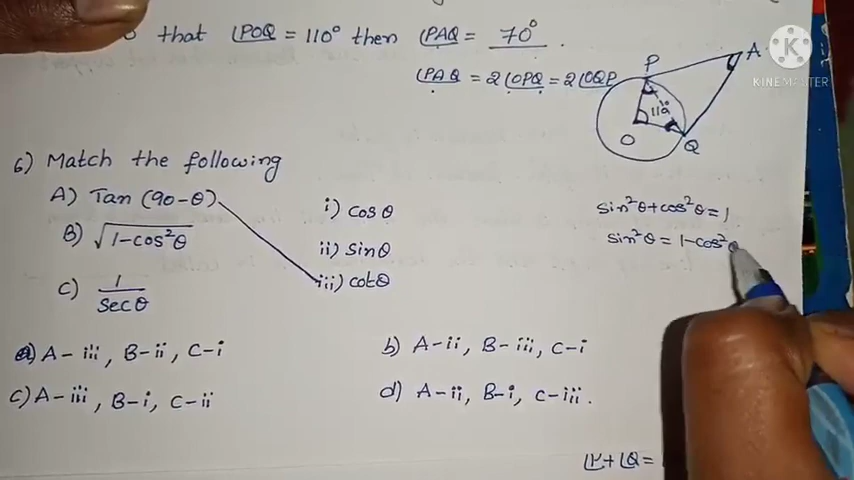 that ∠POQ = 110° then ∠PAQ = 70°.
∠PAQ = 2∠OPQ = 2∠OQP
P
A
110
O
Q
KINEMASTER
6) Match the following
A) Tan (90-θ)
i) cosθ
B) √1-cos²θ
ii) sinθ
C) 1/secθ
iii) cotθ
sin²θ+cos²θ=1
sin²θ = 1-cos²θ
a) A-iii, B-ii, C-i
b) A-ii, B-iii, C-i
c) A-iii, B-i, C-ii
d) A-ii, B-i, C-iii.
∠P+∠Q=